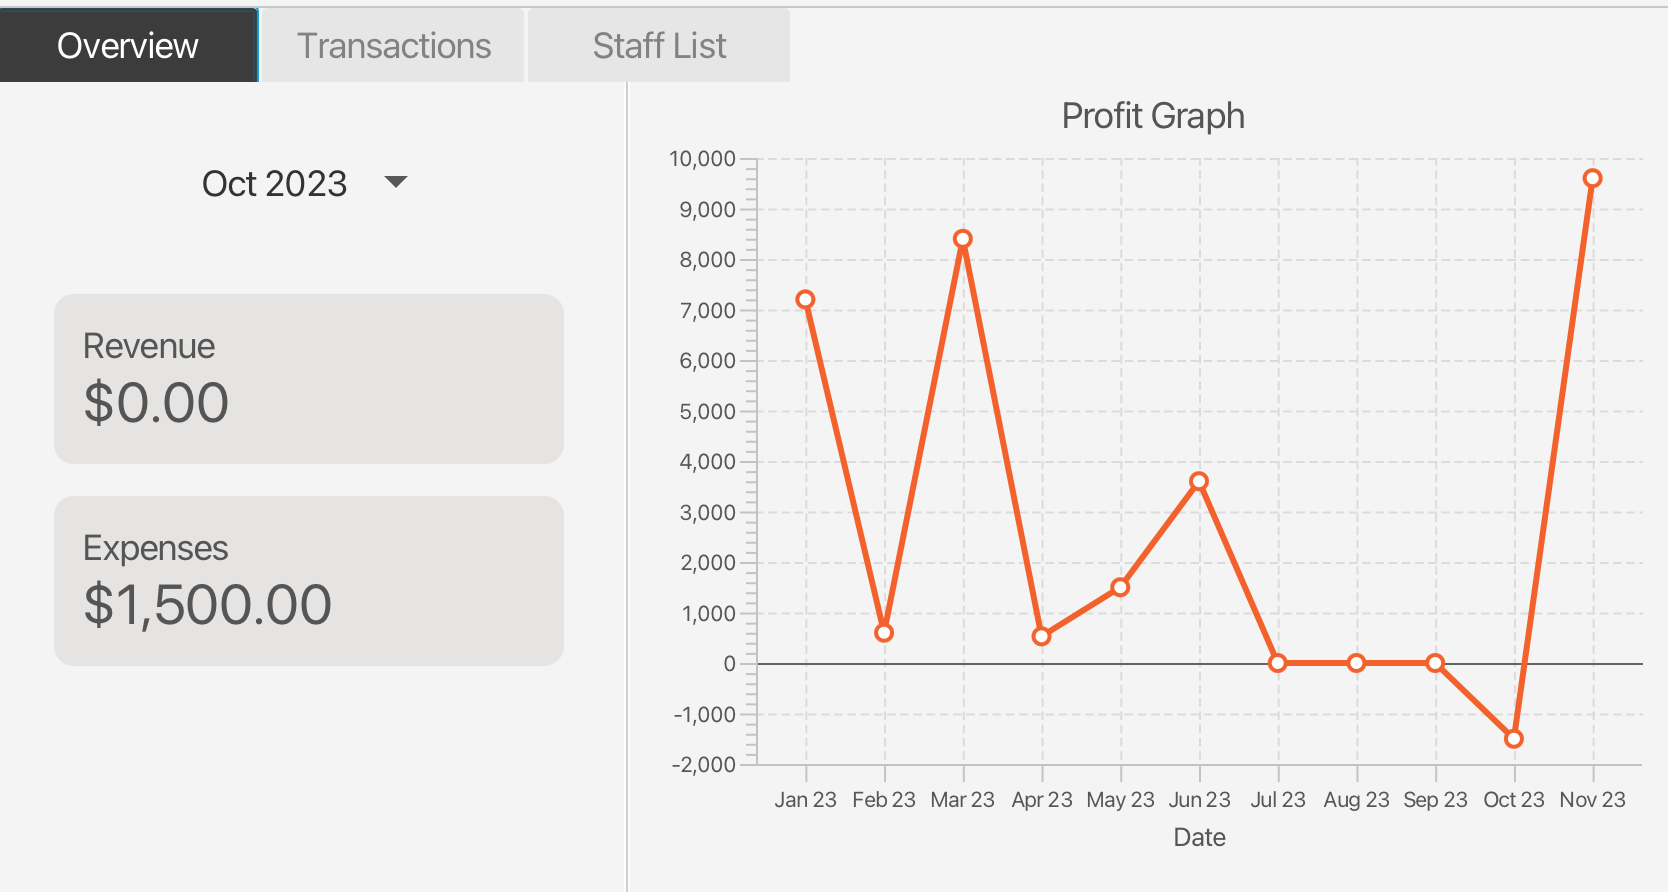 Overview
Transactions
Staff List
Oct 2023
Revenue
$0.00
Expenses
$1,500.00
Profit Graph
10,000
9,000
8,000
7,000
6,000
5,000
4,000
3,000
2,000
1,000
0
-1,000
-2,000
Jan 23 Feb 23 Mar 23 Apr 23 May 23 Jun 23 Jul 23 Aug 23 Sep 23 Oct 23 Nov 23
Date